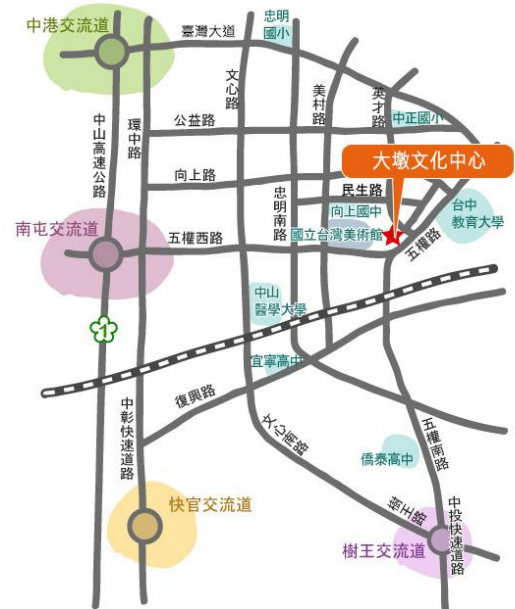 中港交流道
臺灣大道
忠明
國小
文心路
美村路
英才路
中山高速公路
環中路
公益路
中正國小
大墩文化中心
向上路
忠明南路
民生路
向上國中
台中
教育大學
南屯交流道
五權西路
國立台灣美術館
五權路
1
中山
醫學大學
宜寧高中
復興路
中彰快速道路
文心南路
五權南路
僑泰高中
快官交流道
樹王路
中投快速道路
樹王交流道